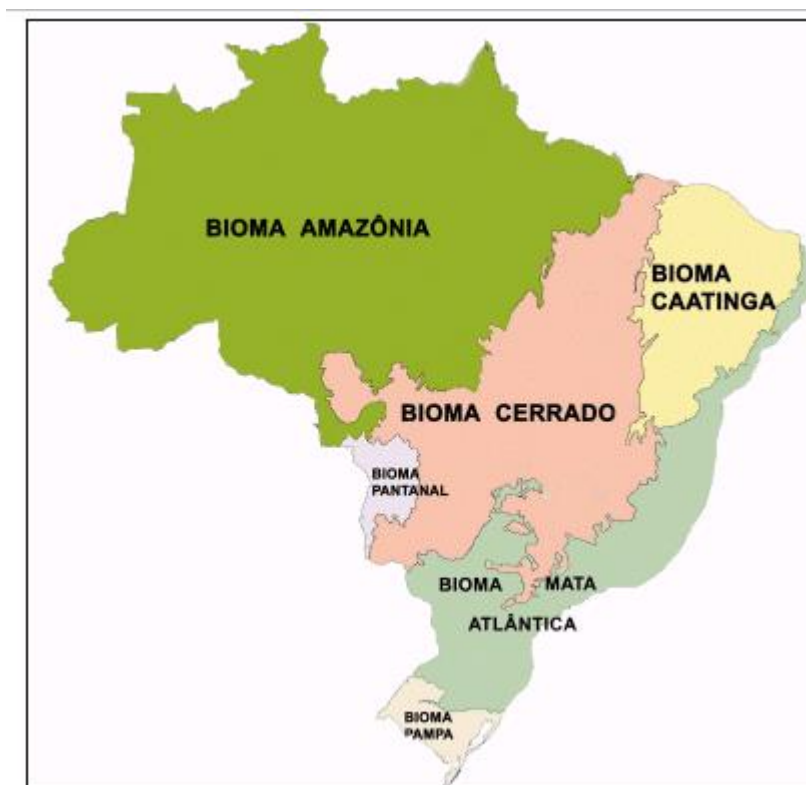 BIOMA AMAZÔNIA
BIOMA
CAATINGA
BIOMA CERRADO
BIOMA
PANTANAL
BIOMA MATA
ATLÂNTICA
BIOMA
PAMPA